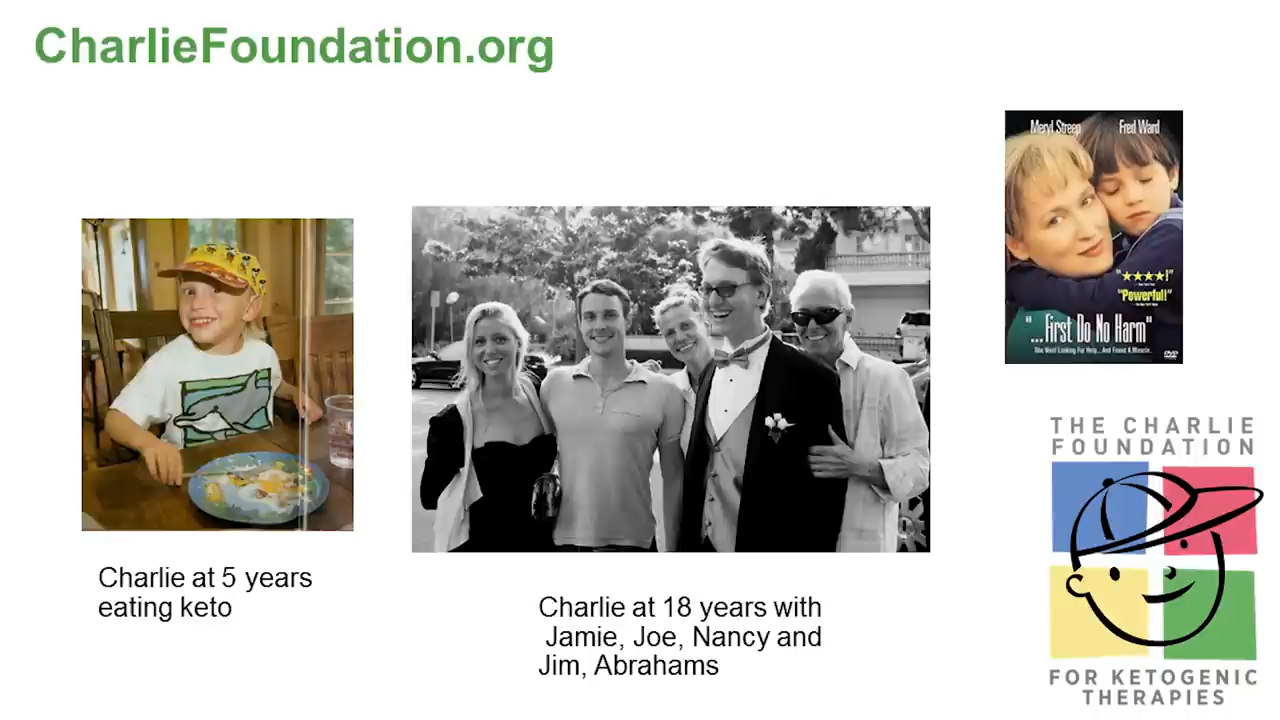 CharlieFoundation.org
Meryl Streep Fred Ward
"★★★★!"
"Powerful!"
"...First Do No Harm"
DVD
Charlie at 5 years
eating keto
Charlie at 18 years with
Jamie, Joe, Nancy and
Jim, Abrahams
THE CHARLIE
FOUNDATION
FOR KETOGENIC
THERAPIES